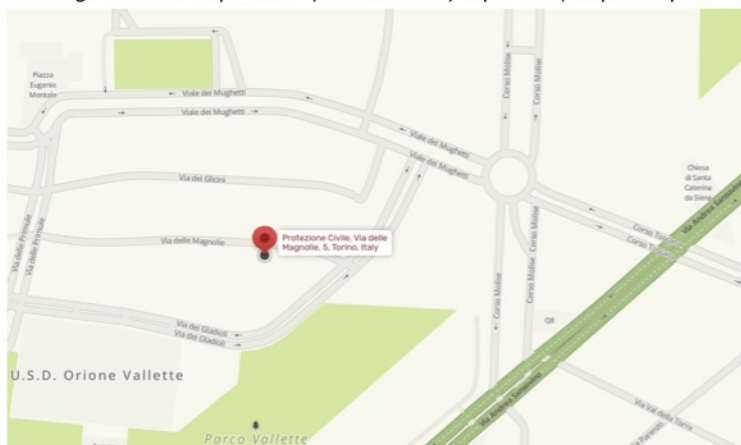 Piazza
Eugenio
Montale
Viale dei Mughetti
Viale dei Mughetti
Corso Molise
Corso Molise
Viale dei Mughetti
Viale dei Mughetti
Chiesa
di Santa
Caterina
da Siena
Via dei Glicini
Via Andrea Sansovino
Via delle Primule
Via delle Primule
Via delle Magnolie
Protezione Civile, Via delle
Magnolie, 5, Torino, Italy
Corso
Corso
Corso Molise
Corso Molise
Corso Molise
Q8
Via dei Gladioli
Via dei Gladioli
U.S.D. Orione Vallette
Via Andrea Sansovino
Via Val della Torre
Parco Vallette